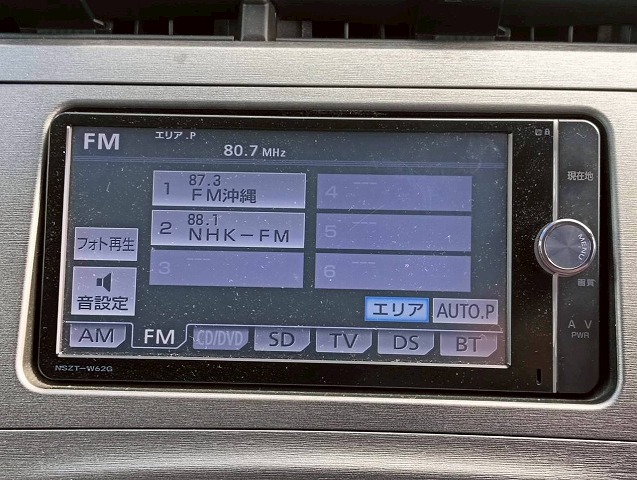 FM エリア.P
80.7 MHz
1 87.3 FM沖縄
4 ---
2 88.1 NHK-FM
5 ---
3 ---
6 ---
フォト再生
音設定
エリア AUTO.P
AM FM CD/DVD SD TV DS BT
NSZT-W62G
現在地
MENU
画質
A V
PWR